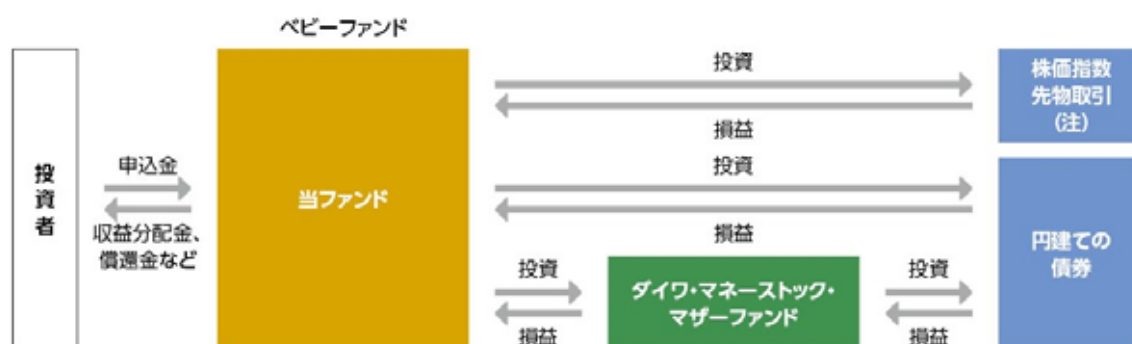 ベビーファンド
投資者
申込金
収益分配金、
償還金など
当ファンド
投資
損益
株価指数
先物取引
(注)
投資
損益
投資
損益
ダイワ・マネーストック・
マザーファンド
投資
損益
円建ての
債券